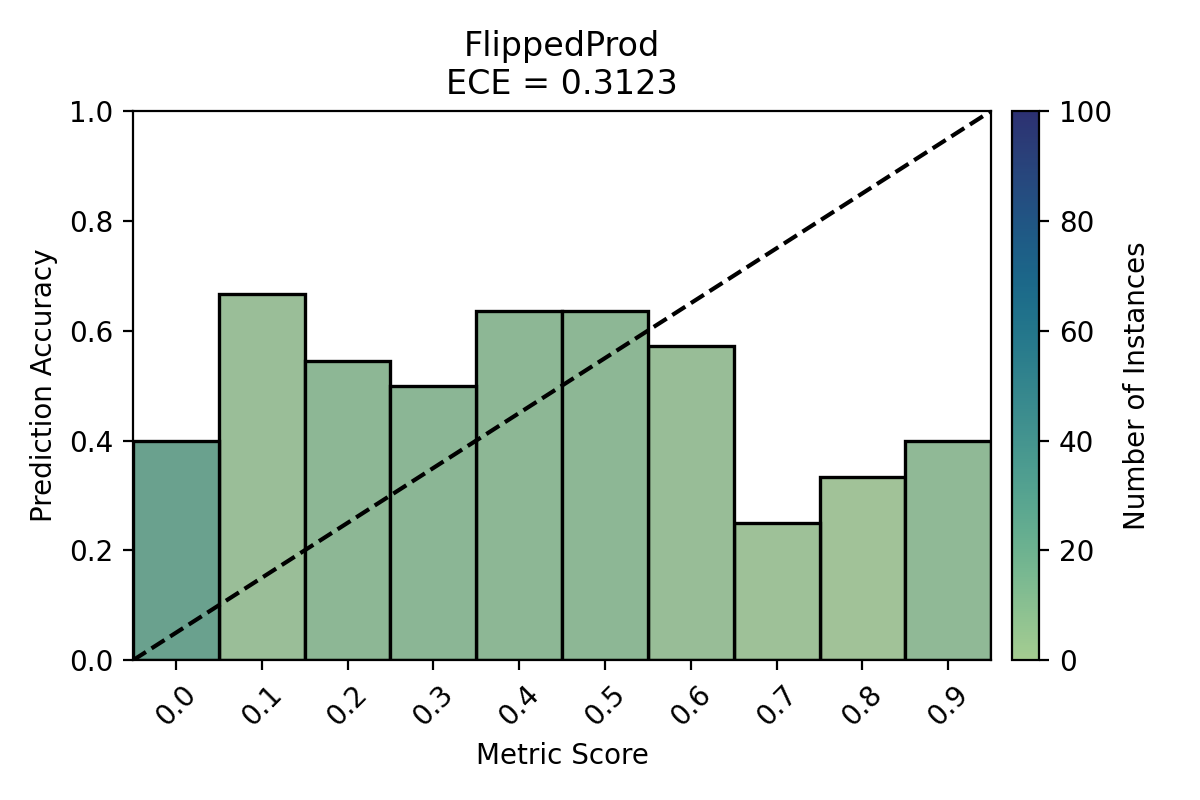 FlippedProd
ECE = 0.3123
1.0
0.8
0.6
0.4
0.2
0.0
Prediction Accuracy
0.0 0.1 0.2 0.3 0.4 0.5 0.6 0.7 0.8 0.9
Metric Score
100
80
60
40
20
0
Number of Instances